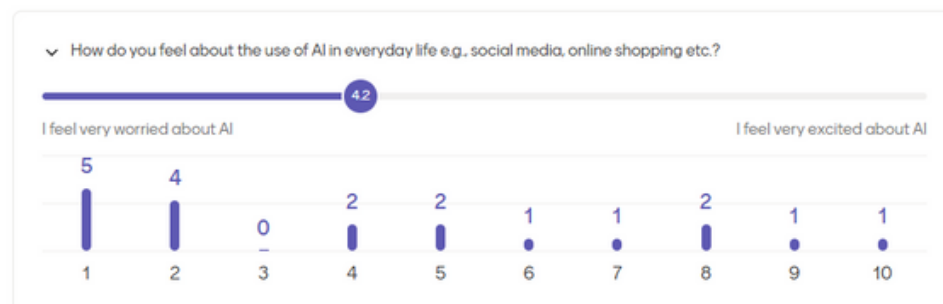 How do you feel about the use of AI in everyday life e.g., social media, online shopping etc.?
4.2
I feel very worried about AI I feel very excited about AI
5 4 0 2 2 1 1 2 1 1
1 2 3 4 5 6 7 8 9 10